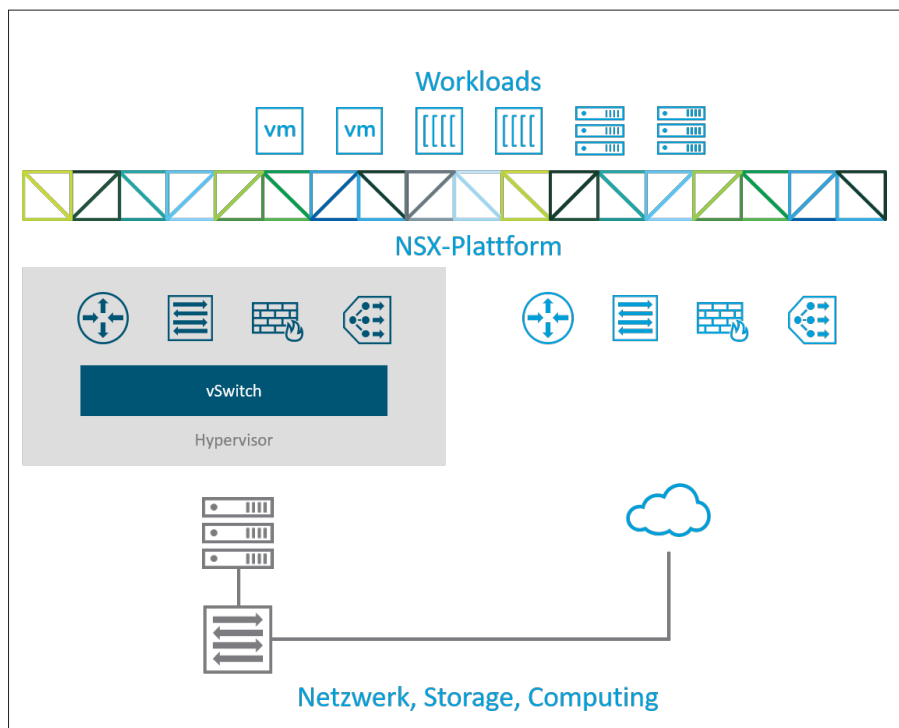 Workloads
vm vm
NSX-Plattform
vSwitch
Hypervisor
Netzwerk, Storage, Computing